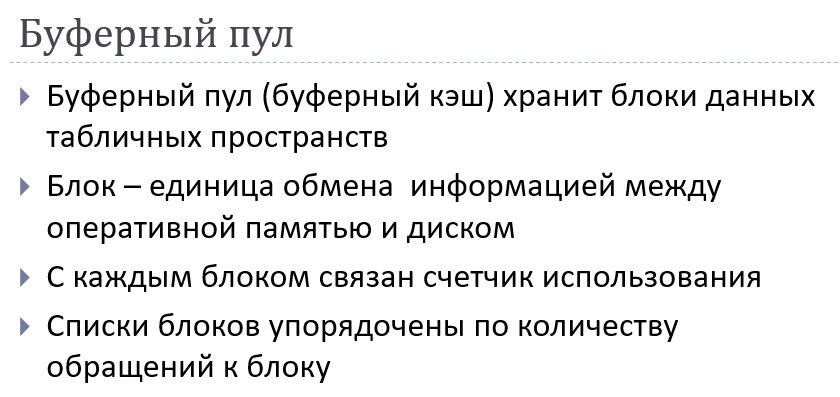 Буферный пул
Буферный пул (буферный кэш) хранит блоки данных
табличных пространств
Блок – единица обмена  информацией между
оперативной памятью и диском
С каждым блоком связан счетчик использования
Списки блоков упорядочены по количеству
обращений к блоку